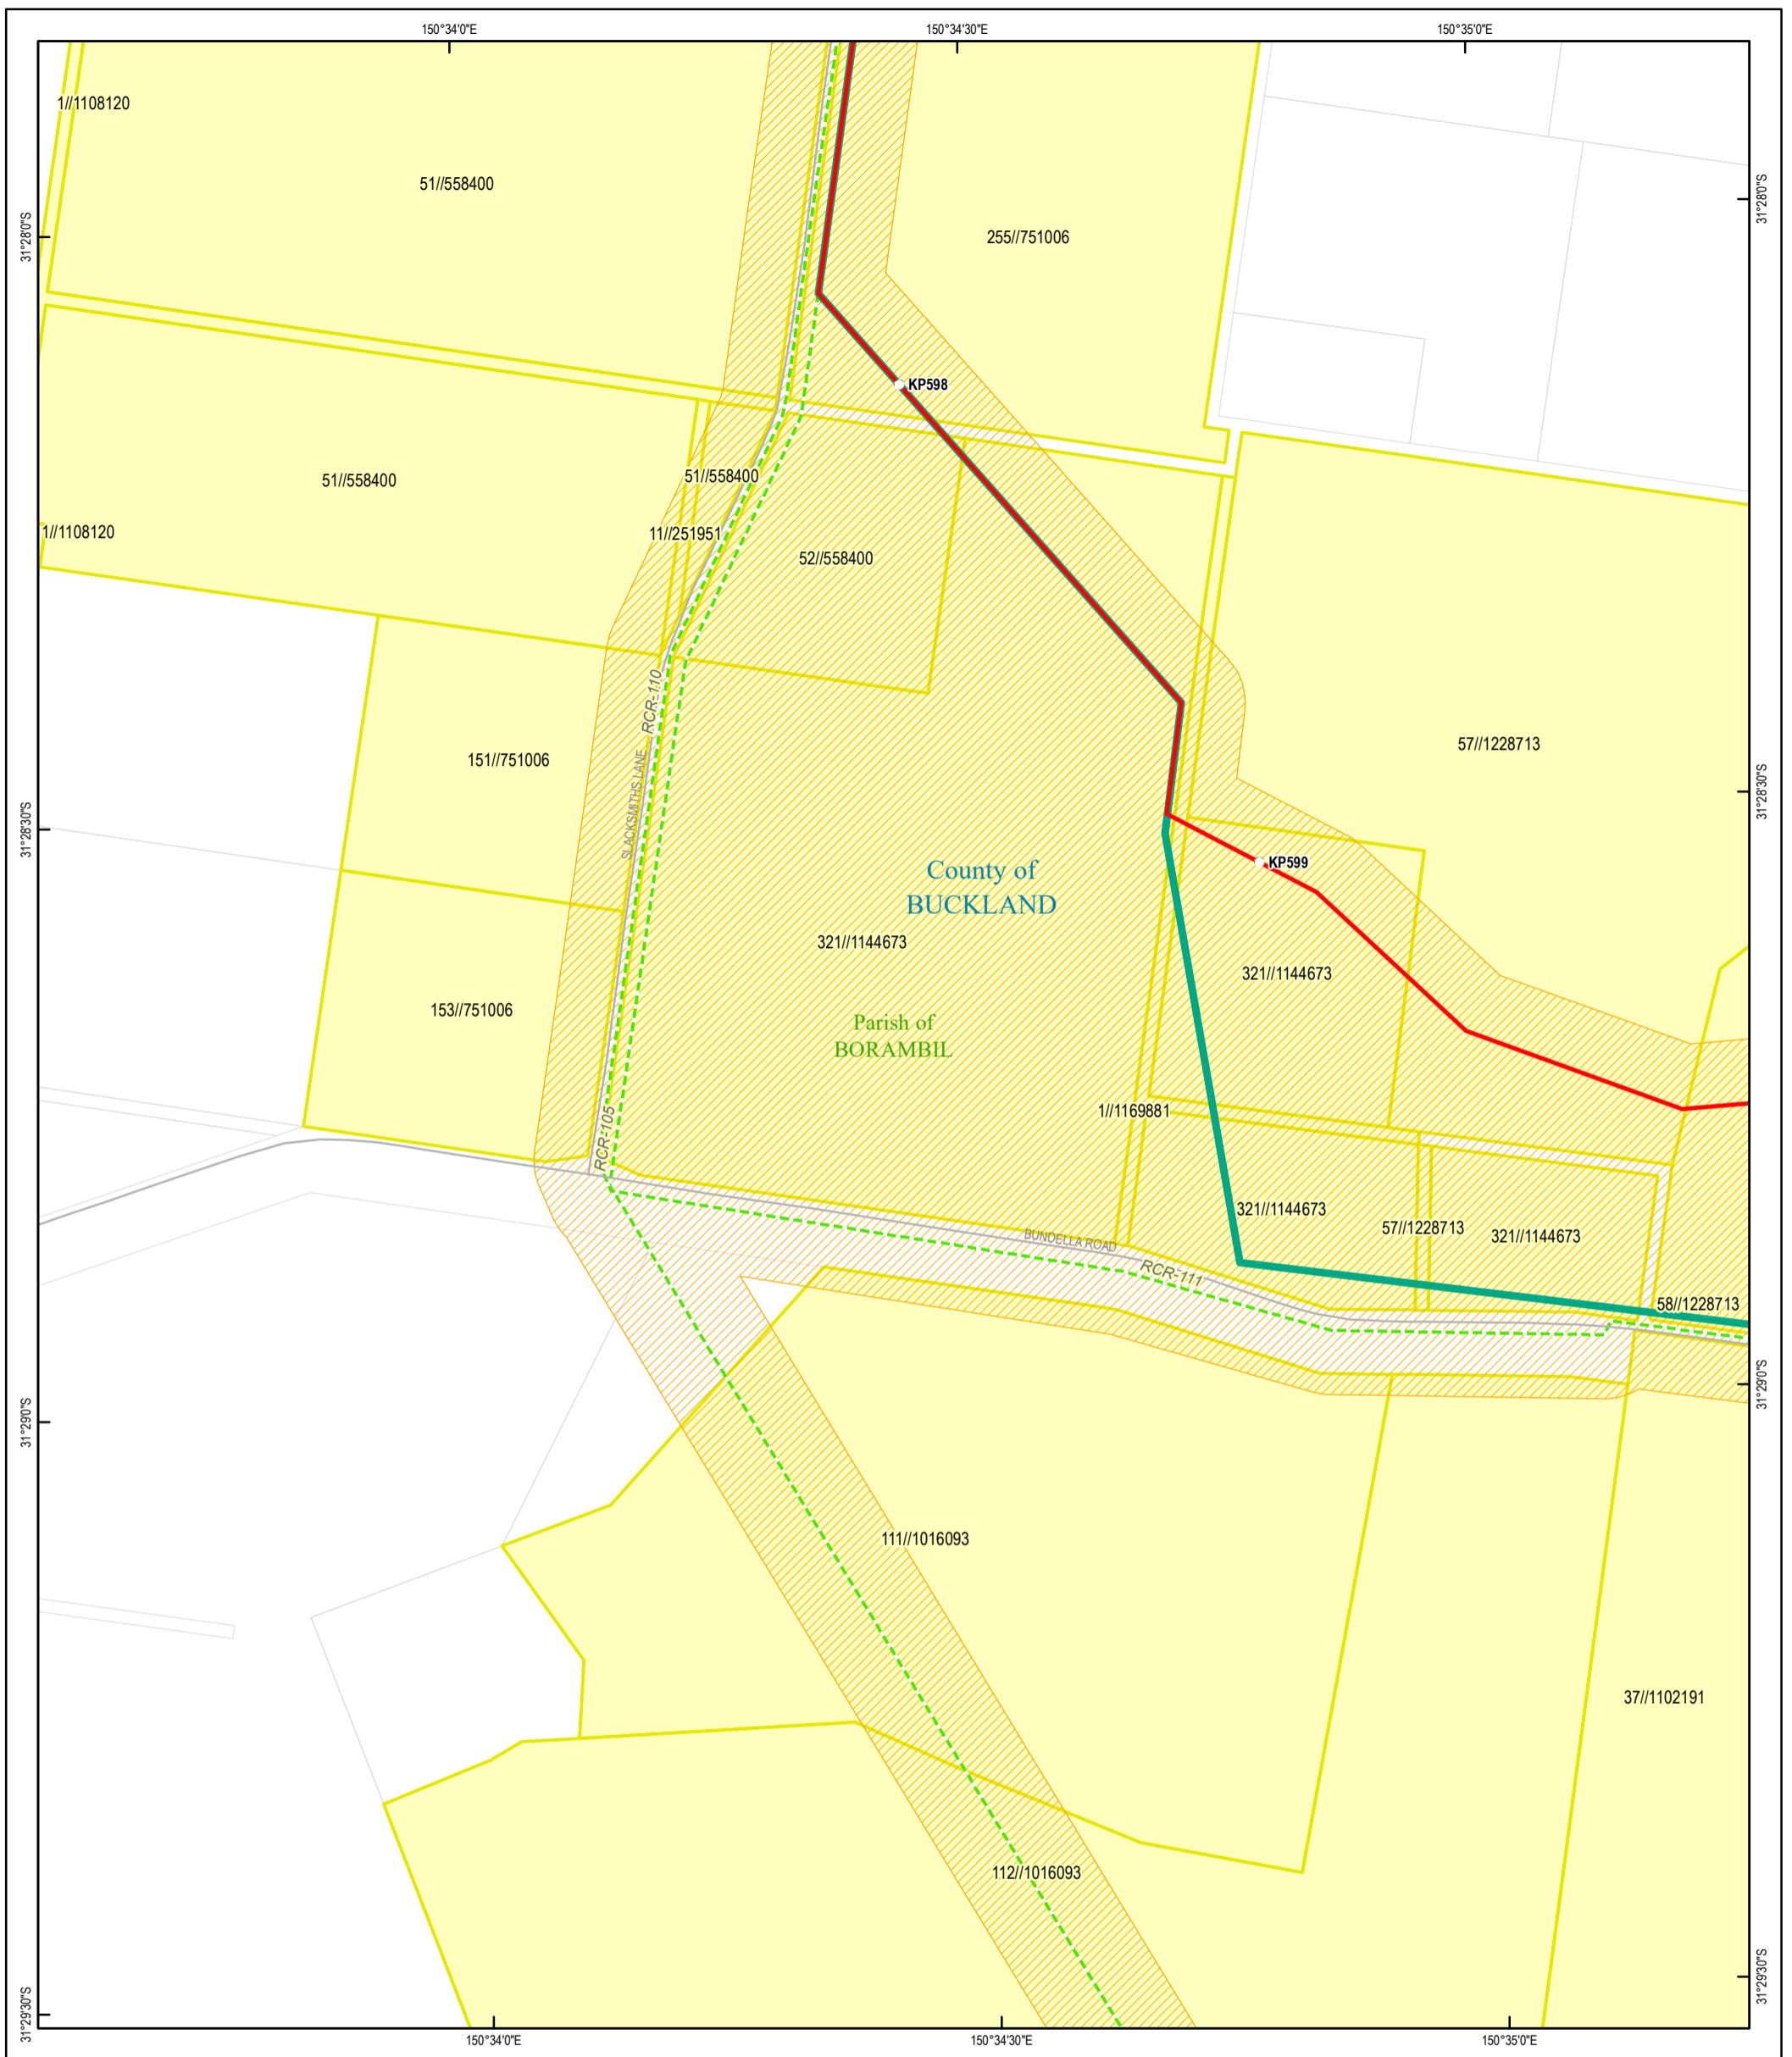 150°34'0"E
150°34'30"E
150°35'0"E
1//1108120
51//558400
31°28'0"S
31°28'0"S
255//751006
KP598
51//558400
51//558400
1//1108120
11//251951
52//558400
RCR-110
151//751006
57//1228713
SLACKSMITHS LANE
31°28'30"S
31°28'30"S
KP599
County of
BUCKLAND
321//1144673
321//1144673
153//751006
Parish of
BORAMBIL
RCR-105
1//1169881
321//1144673
57//1228713
321//1144673
BUNDELLA ROAD
RCR-111
58//1228713
31°29'0"S
31°29'0"S
111//1016093
37//1102191
112//1016093
31°29'30"S
31°29'30"S
150°34'0"E
150°34'30"E
150°35'0"E